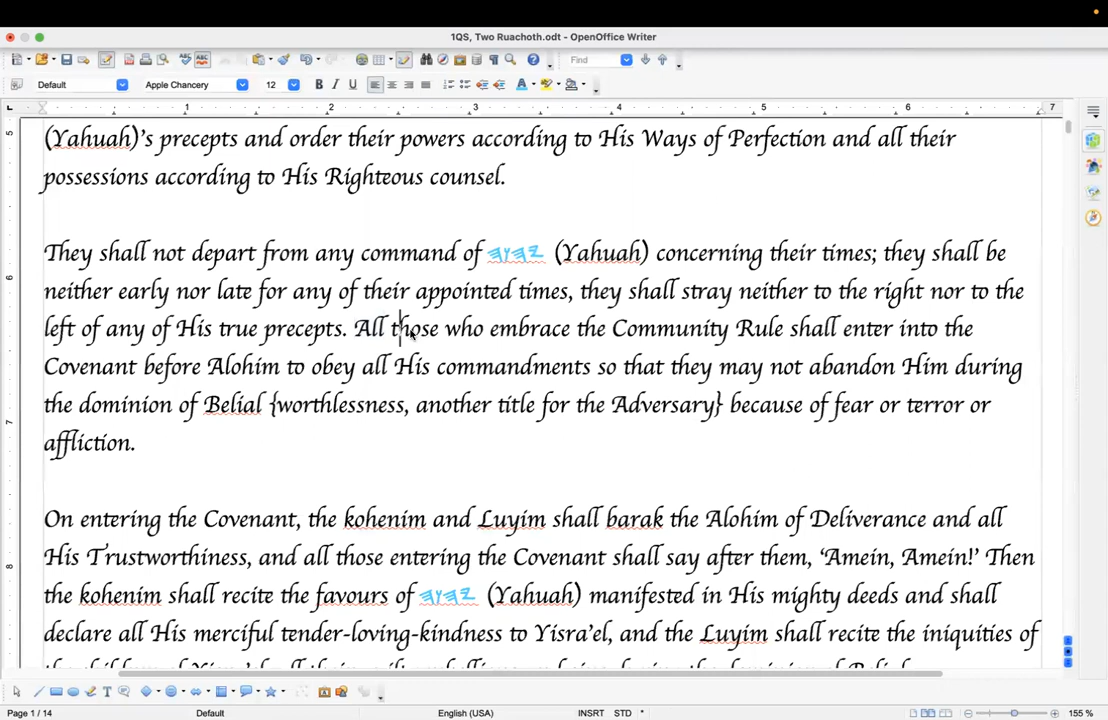 1QS, Two Ruachoth.odt - OpenOffice Writer
Find
Default Apple Chancery 12 B I U A
1 2 3 4 5 6 7
(Yahuah)'s precepts and order their powers according to His Ways of Perfection and all their
possessions according to His Righteous counsel.
They shall not depart from any command of 𐤉𐤄𐤅𐤄 (Yahuah) concerning their times; they shall be
neither early nor late for any of their appointed times, they shall stray neither to the right nor to the
left of any of His true precepts. All those who embrace the Community Rule shall enter into the
Covenant before Alohim to obey all His commandments so that they may not abandon Him during
the dominion of Belial {worthlessness, another title for the Adversary} because of fear or terror or
affliction.
On entering the Covenant, the kohenim and Luyim shall barak the Alohim of Deliverance and all
His Trustworthiness, and all those entering the Covenant shall say after them, ‘Amein, Amein!’ Then
the kohenim shall recite the favours of 𐤉𐤄𐤅𐤄 (Yahuah) manifested in His mighty deeds and shall
declare all His merciful tender-loving-kindness to Yisra'el, and the Luyim shall recite the iniquities of
Page 1 / 14 Default English (USA) INSRT STD * 155 %